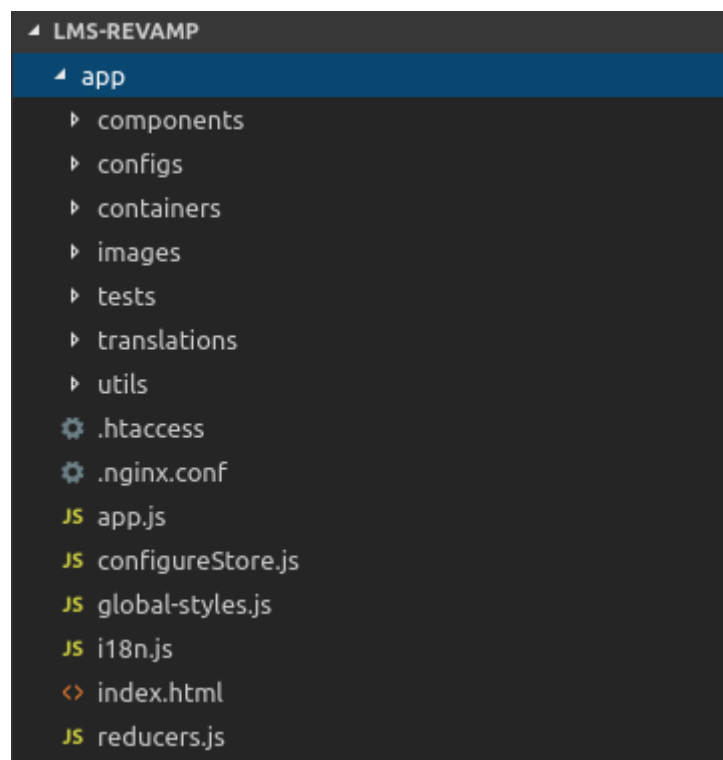 LMS-REVAMP
app
components
configs
containers
images
tests
translations
utils
.htaccess
.nginx.conf
JS app.js
JS configureStore.js
JS global-styles.js
JS i18n.js
<> index.html
JS reducers.js